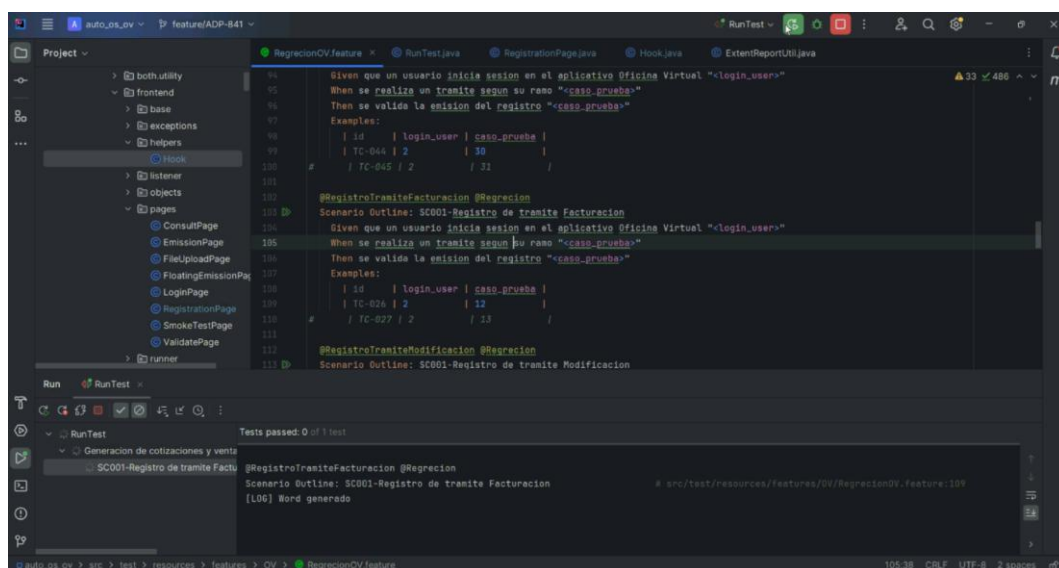 A auto_os_ov feature/ADP-841 RunTest
Project RegrecionOV.feature RunTest.java RegistrationPage.java Hook.java ExtentReportUtil.java
both.utility
frontend
base
exceptions
helpers
Hook
listener
objects
pages
ConsultPage
EmissionPage
FileUploadPage
FloatingEmissionPag
LoginPage
RegistrationPage
SmokeTestPage
ValidatePage
runner
33 486
94 Given que un usuario inicia sesion en el aplicativo Oficina Virtual "<login_user>"
95 When se realiza un tramite segun su ramo "<caso_prueba>"
96 Then se valida la emision del registro "<caso_prueba>"
97 Examples:
98 | id | login_user | caso_prueba |
99 | TC-044 | 2 | 30 |
100 # | TC-045 | 2 | 31 |
101
102 @RegistroTramiteFacturacion @Regrecion
103 Scenario Outline: SC001-Registro de tramite Facturacion
104 Given que un usuario inicia sesion en el aplicativo Oficina Virtual "<login_user>"
105 When se realiza un tramite segun su ramo "<caso_prueba>"
106 Then se valida la emision del registro "<caso_prueba>"
107 Examples:
108 | id | login_user | caso_prueba |
109 | TC-026 | 2 | 12 |
110 # | TC-027 | 2 | 13 |
111
112 @RegistroTramiteModificacion @Regrecion
113 Scenario Outline: SC001-Registro de tramite Modificacion
Run RunTest
RunTest
Generacion de cotizaciones y venta
SC001-Registro de tramite Factu
Tests passed: 0 of 1 test
@RegistroTramiteFacturacion @Regrecion
Scenario Outline: SC001-Registro de tramite Facturacion # src/test/resources/features/OV/RegrecionOV.feature:109
[LOG] Word generado
auto_os_ov > src > test > resources > features > OV > RegrecionOV.feature 105:38 CRLF UTF-8 2 spaces